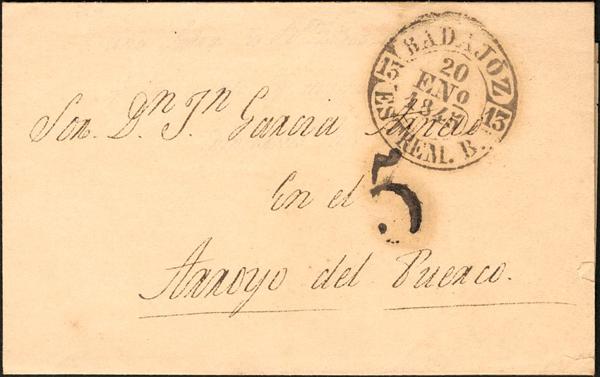 BADAJOZ
13 13
20
ENO
1845
ESTREM. B.
Sor. Dn. Jn. Garcia
En el 5
Arroyo del Puerco.